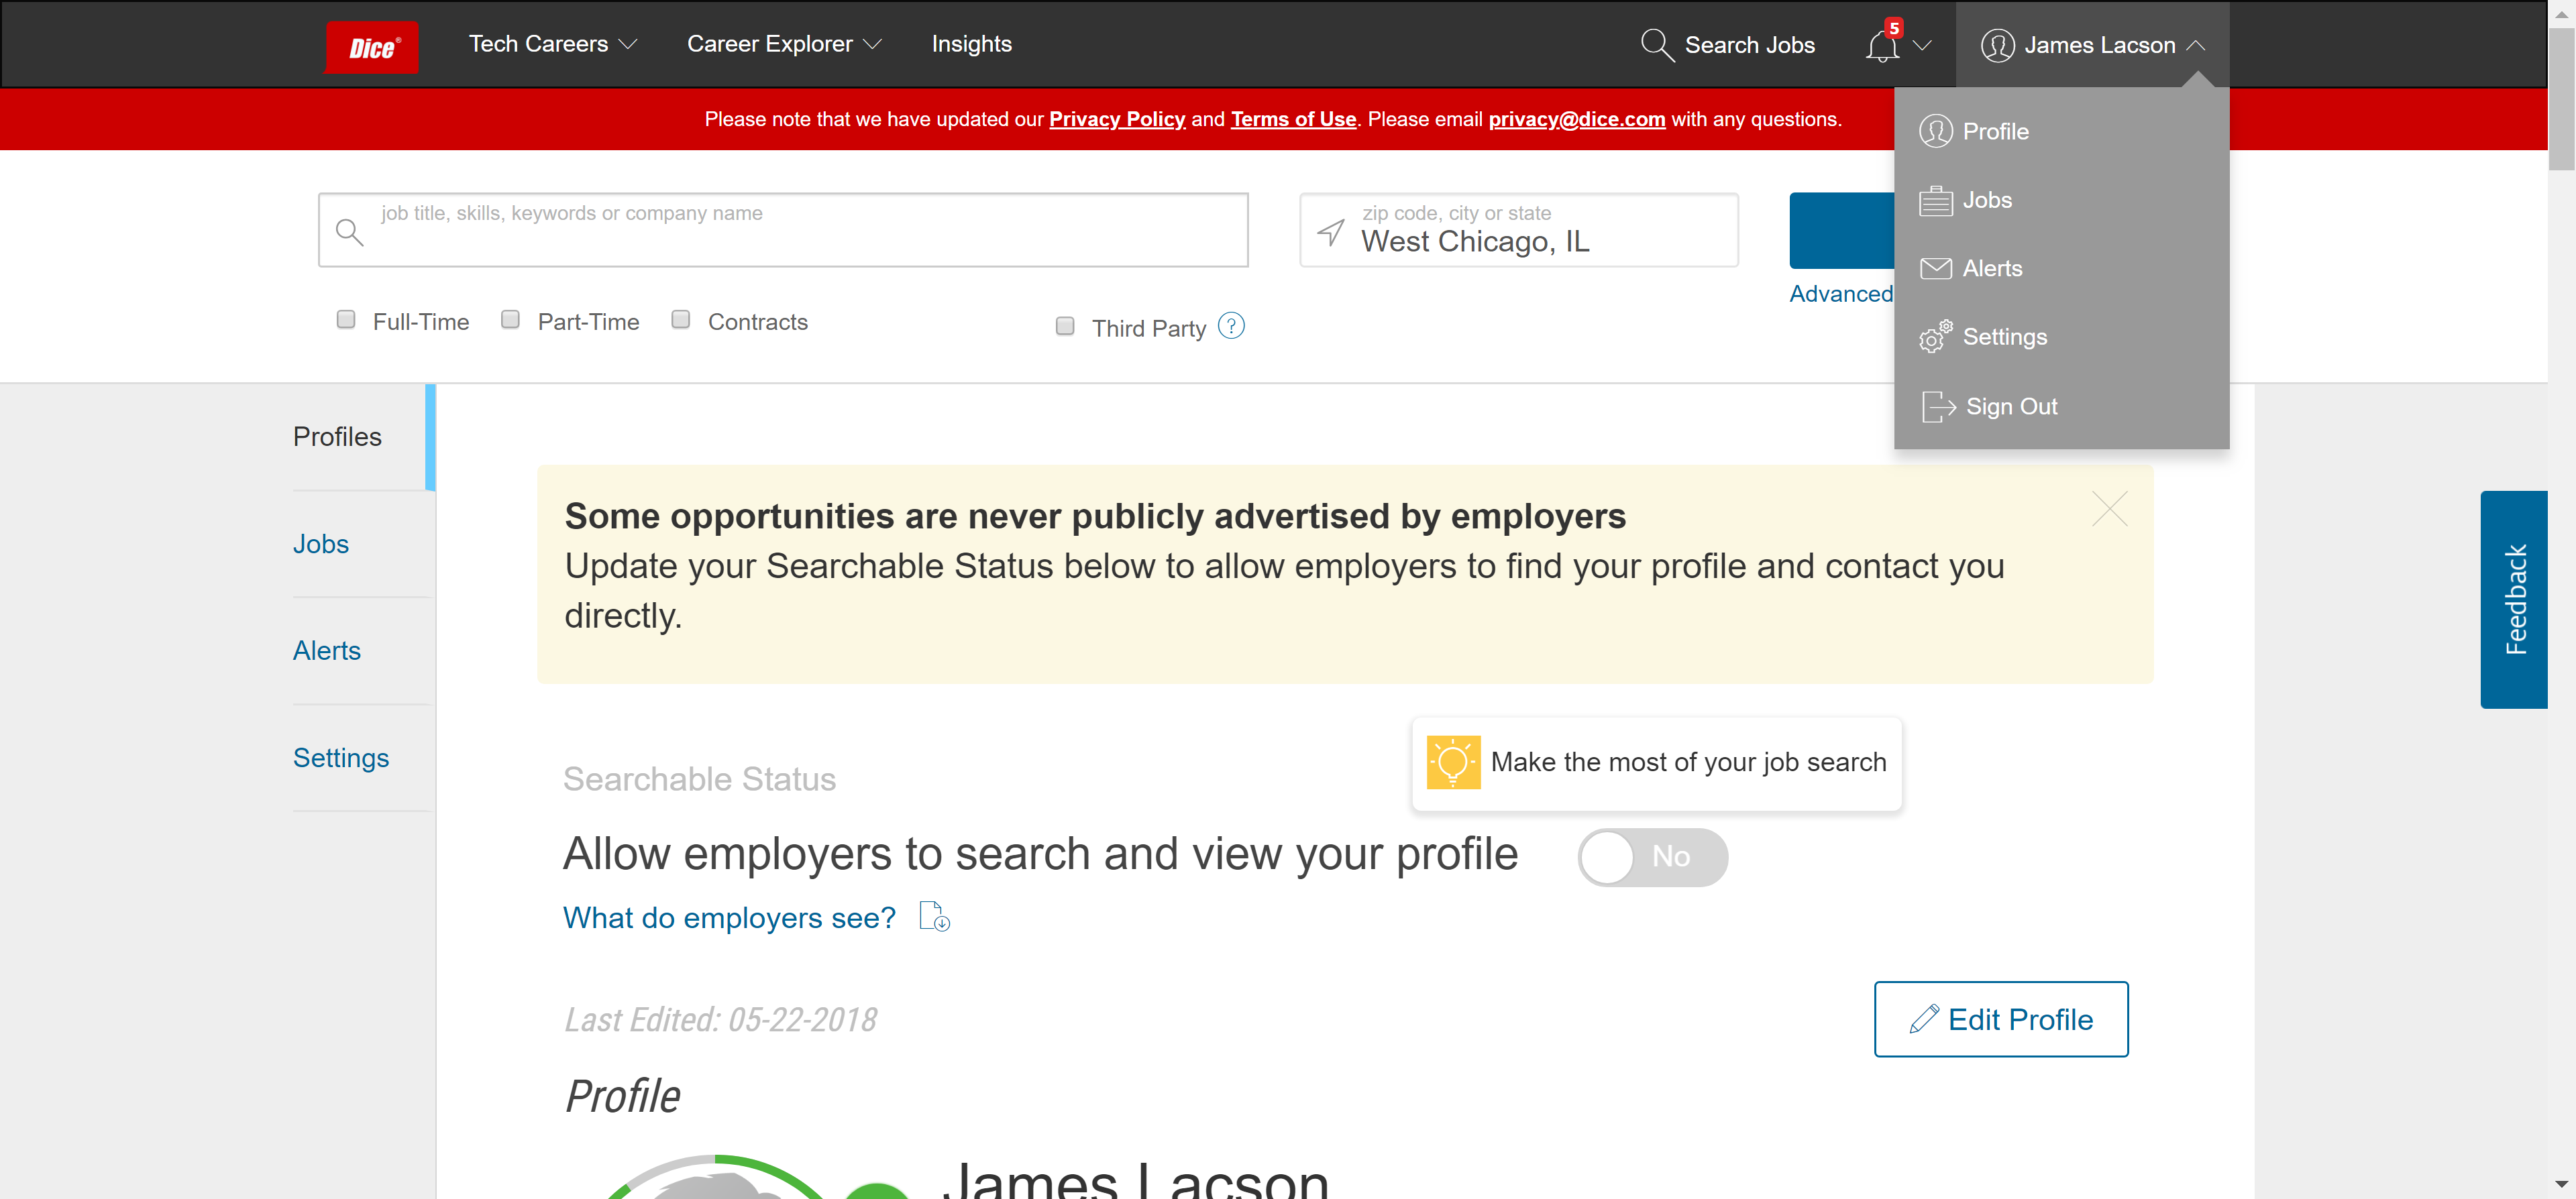 Dice®
Tech Careers
Career Explorer
Insights
Search Jobs
5
James Lacson
Please note that we have updated our Privacy Policy and Terms of Use. Please email privacy@dice.com with any questions.
Profile
Jobs
Alerts
Settings
Sign Out
job title, skills, keywords or company name
zip code, city or state
West Chicago, IL
Advanced
Full-Time
Part-Time
Contracts
Third Party ?
Profiles
Jobs
Alerts
Settings
Some opportunities are never publicly advertised by employers
Update your Searchable Status below to allow employers to find your profile and contact you
directly.
Feedback
Make the most of your job search
Searchable Status
Allow employers to search and view your profile
No
What do employers see?
Last Edited: 05-22-2018
Edit Profile
Profile
James Lacson